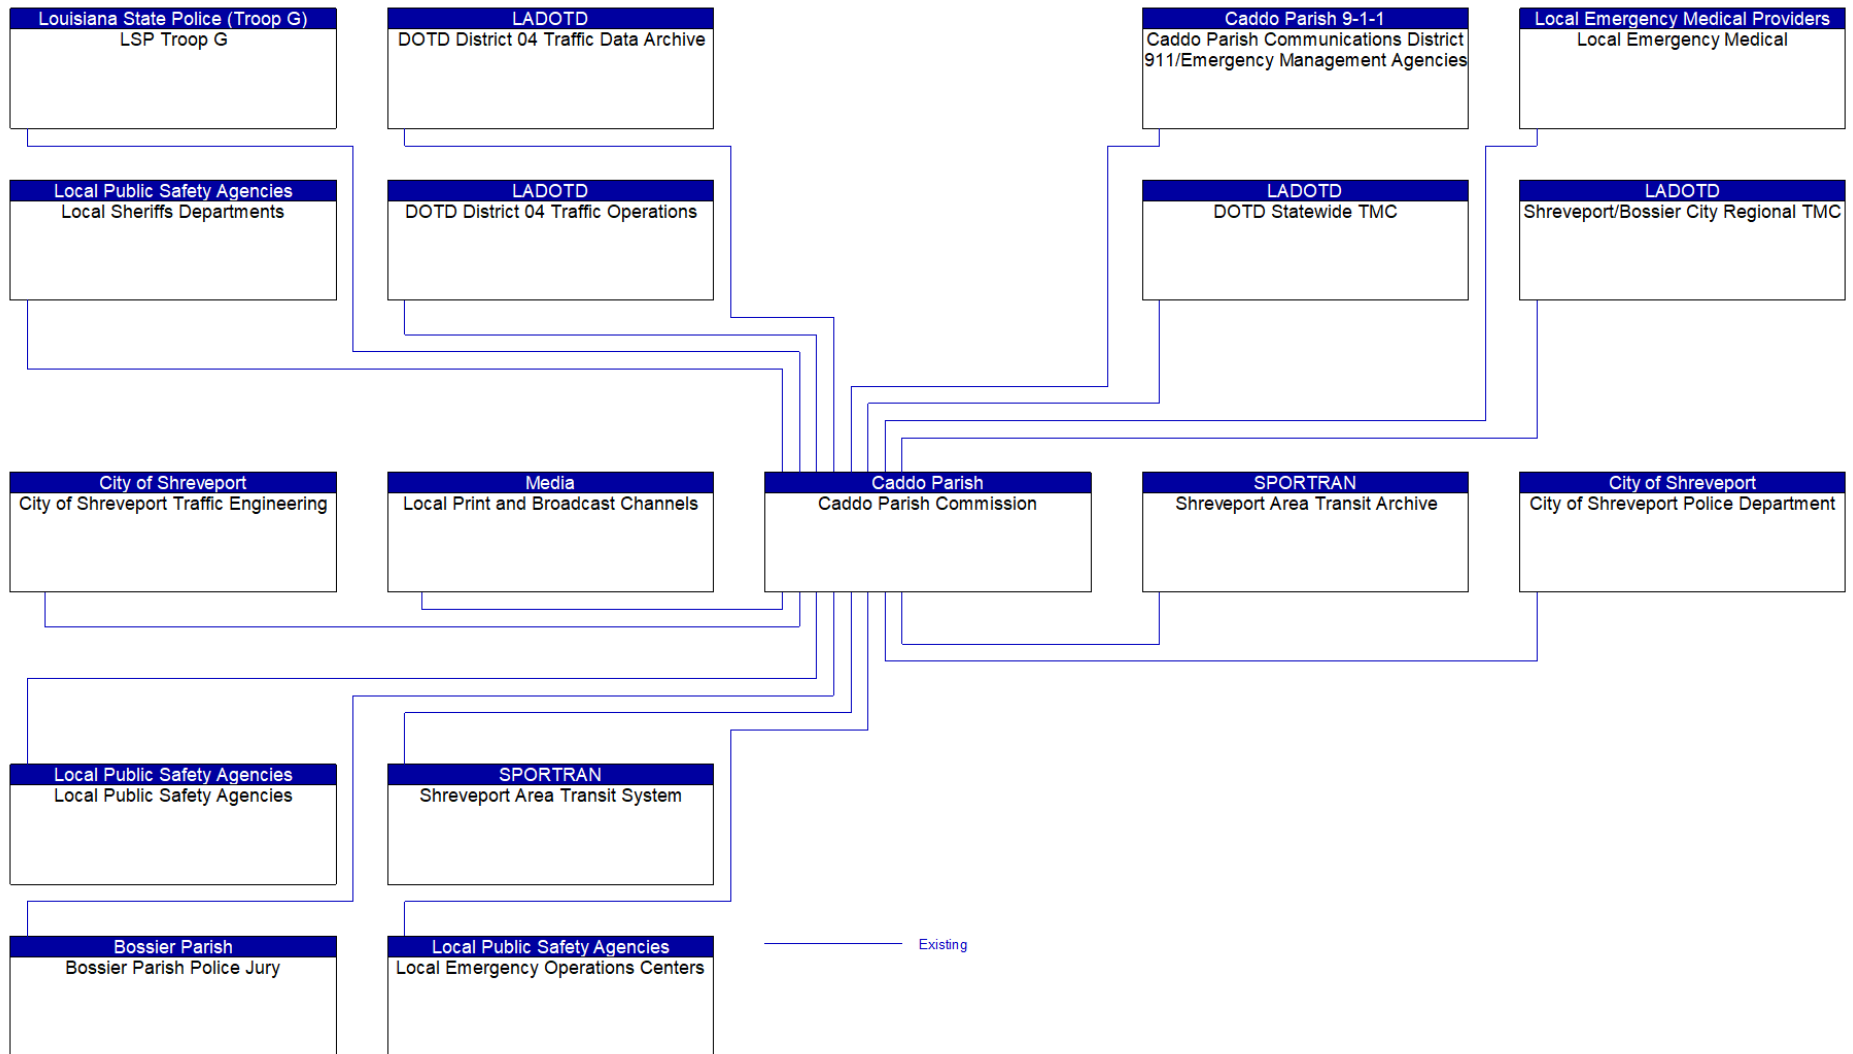 Louisiana State Police (Troop G)
LSP Troop G
LADOTD
DOTD District 04 Traffic Data Archive
Caddo Parish 9-1-1
Caddo Parish Communications District
911/Emergency Management Agencies
Local Emergency Medical Providers
Local Emergency Medical
Local Public Safety Agencies
Local Sheriffs Departments
LADOTD
DOTD District 04 Traffic Operations
LADOTD
DOTD Statewide TMC
LADOTD
Shreveport/Bossier City Regional TMC
City of Shreveport
City of Shreveport Traffic Engineering
Media
Local Print and Broadcast Channels
Caddo Parish
Caddo Parish Commission
SPORTRAN
Shreveport Area Transit Archive
City of Shreveport
City of Shreveport Police Department
Local Public Safety Agencies
Local Public Safety Agencies
SPORTRAN
Shreveport Area Transit System
Bossier Parish
Bossier Parish Police Jury
Local Public Safety Agencies
Local Emergency Operations Centers
Existing